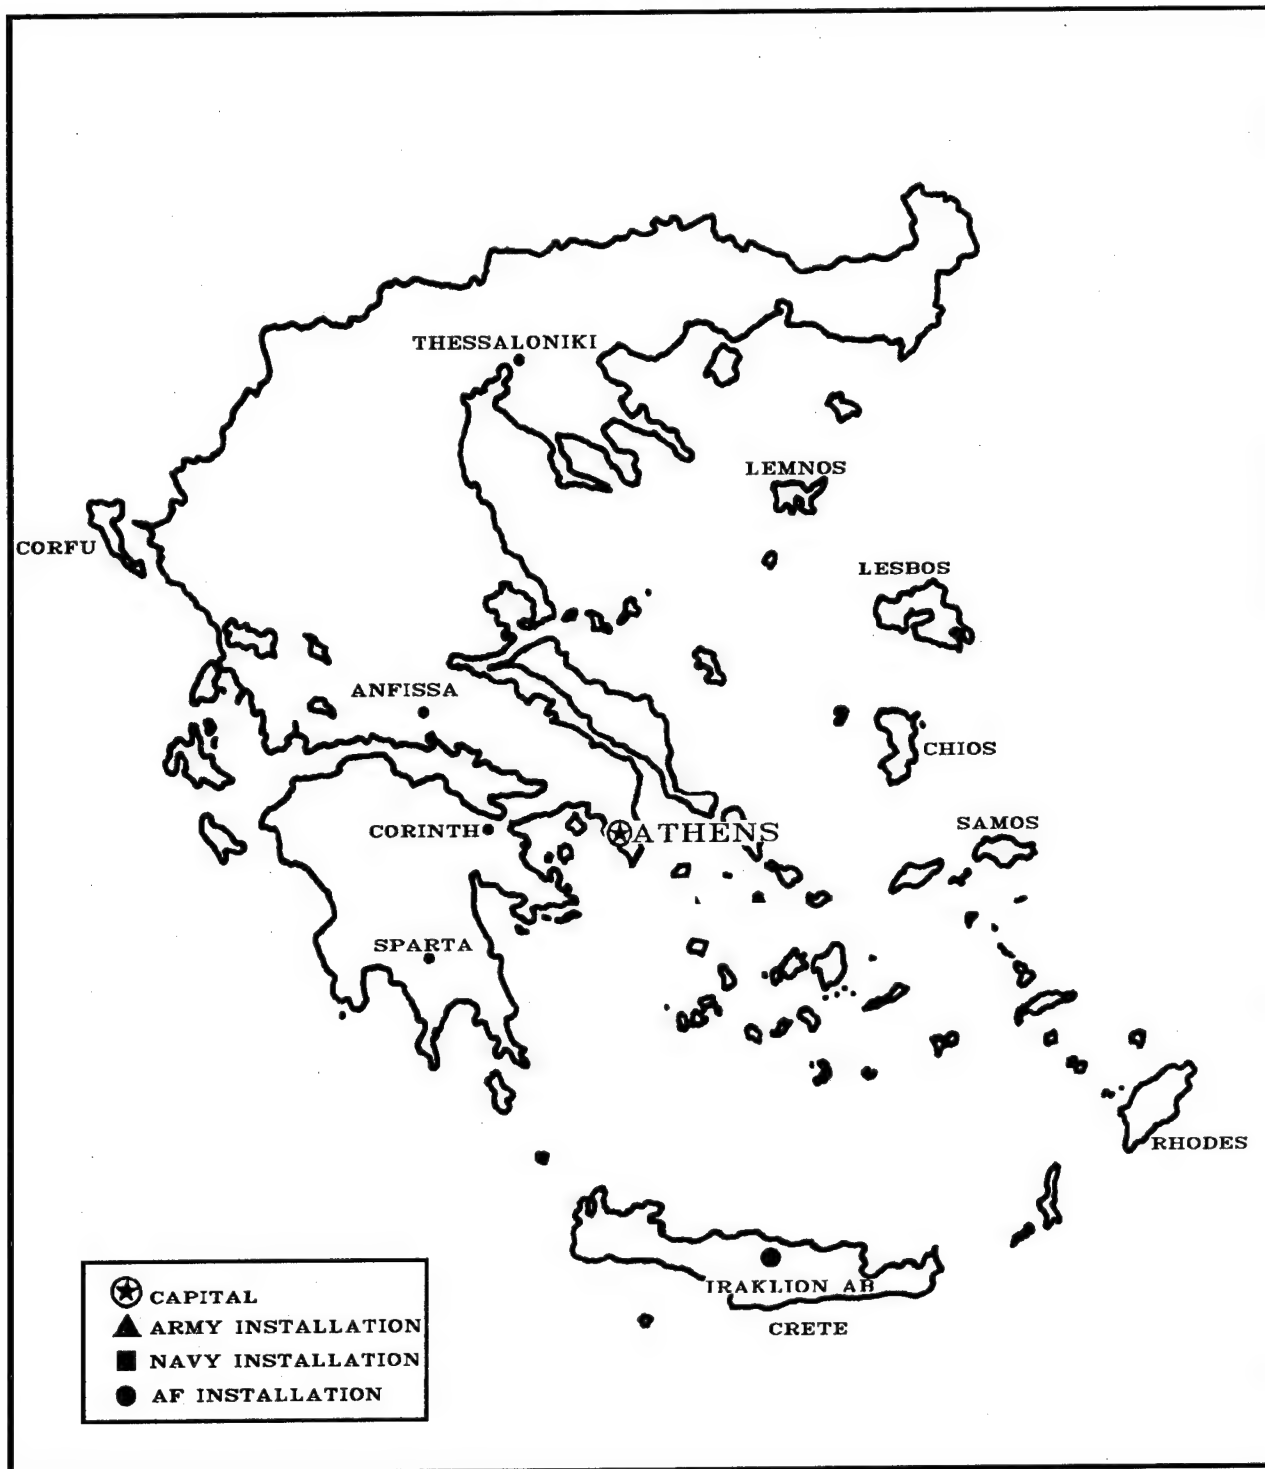 THESSALONIKI
LEMNOS
CORFU
LESBOS
ANFISSA
CHIOS
CORINTH
ATHENS
SAMOS
SPARTA
RHODES
IRAKLION AB
CRETE
CAPITAL
ARMY INSTALLATION
NAVY INSTALLATION
AF INSTALLATION